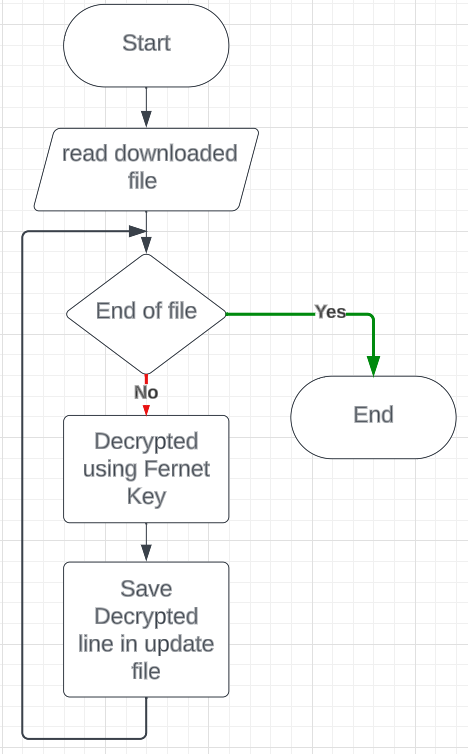 Start
read downloaded
file
End of file
Yes
No
End
Decrypted
using Fernet
Key
Save
Decrypted
line in update
file